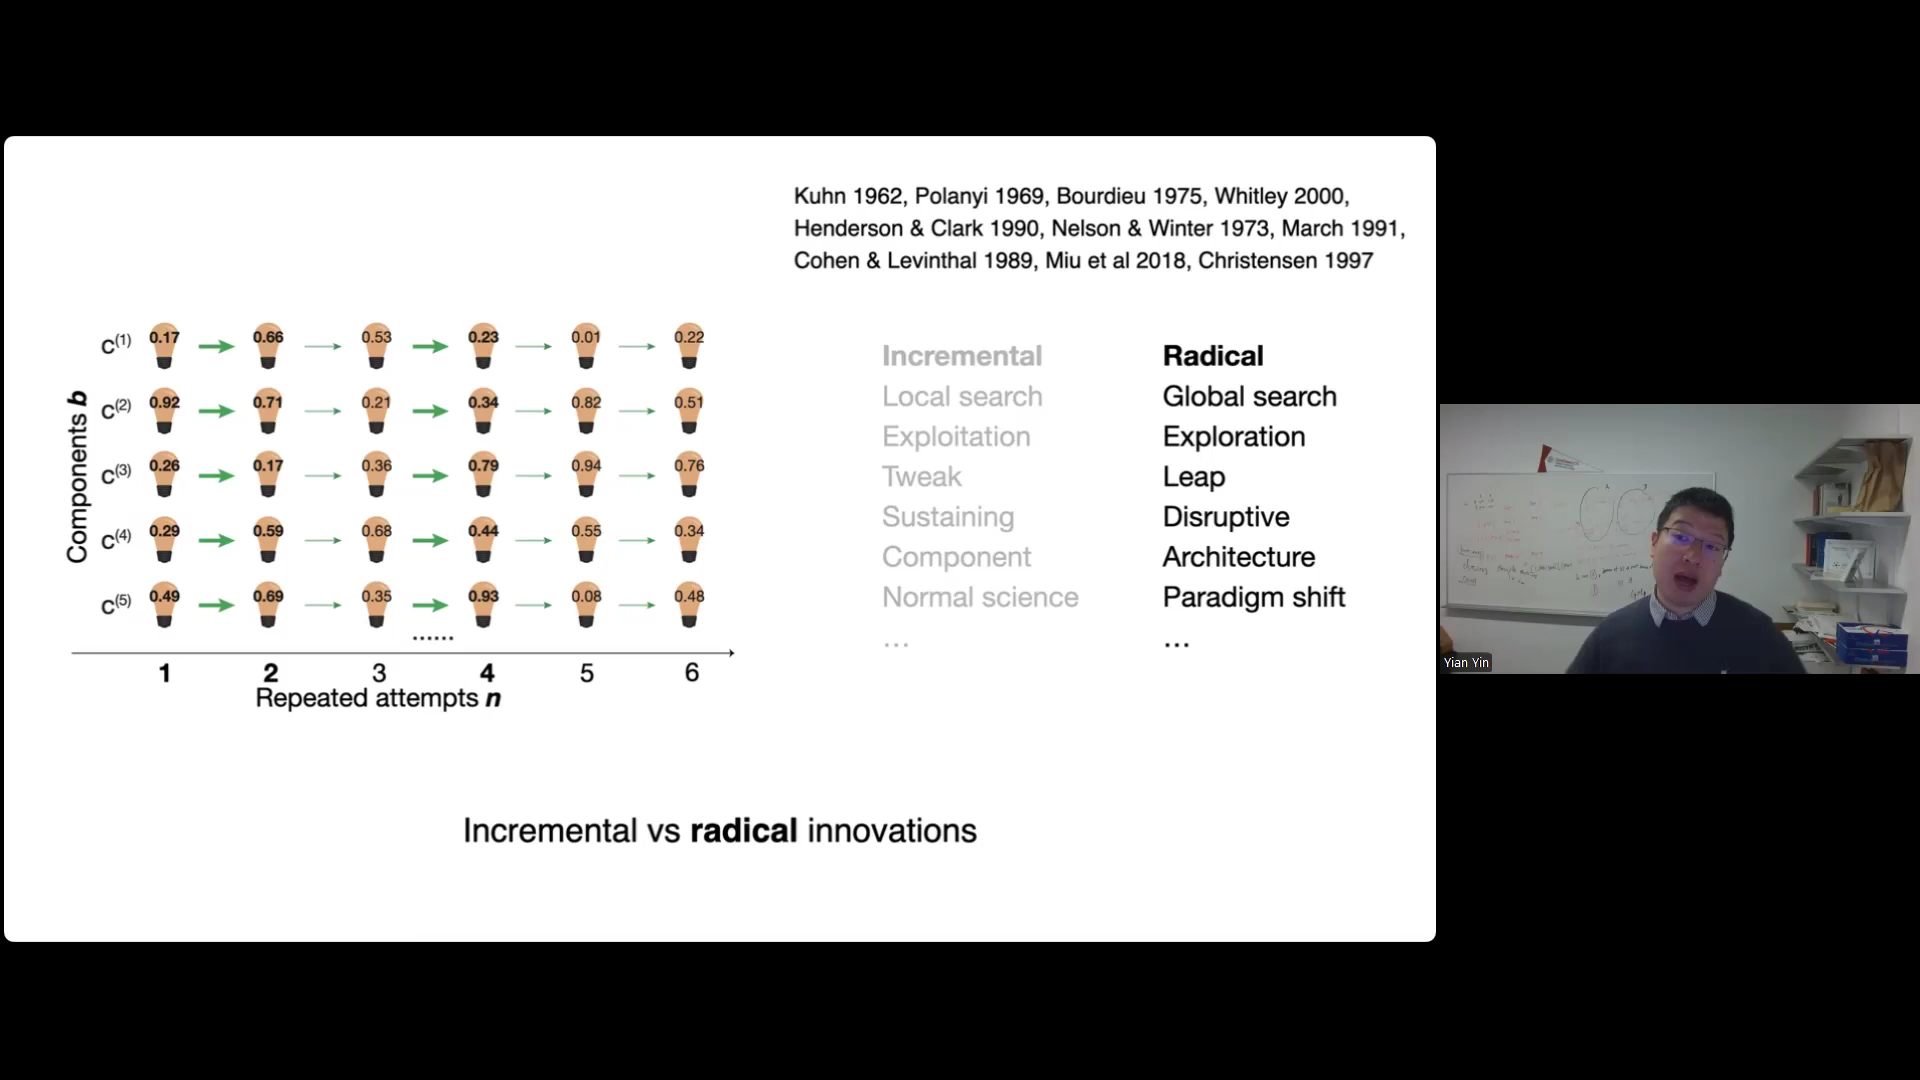 Kuhn 1962, Polanyi 1969, Bourdieu 1975, Whitley 2000,
Henderson & Clark 1990, Nelson & Winter 1973, March 1991,
Cohen & Levinthal 1989, Miu et al 2018, Christensen 1997
Components b
c(1) 0.17 0.66 0.53 0.23 0.01 0.22
c(2) 0.92 0.71 0.21 0.34 0.82 0.51
c(3) 0.26 0.17 0.36 0.79 0.94 0.76
c(4) 0.29 0.59 0.68 0.44 0.55 0.34
c(5) 0.49 0.69 0.35 0.93 0.08 0.48
......
1 2 3 4 5 6
Repeated attempts n
Incremental Radical
Local search Global search
Exploitation Exploration
Tweak Leap
Sustaining Disruptive
Component Architecture
Normal science Paradigm shift
... ...
Incremental vs radical innovations
Yian Yin